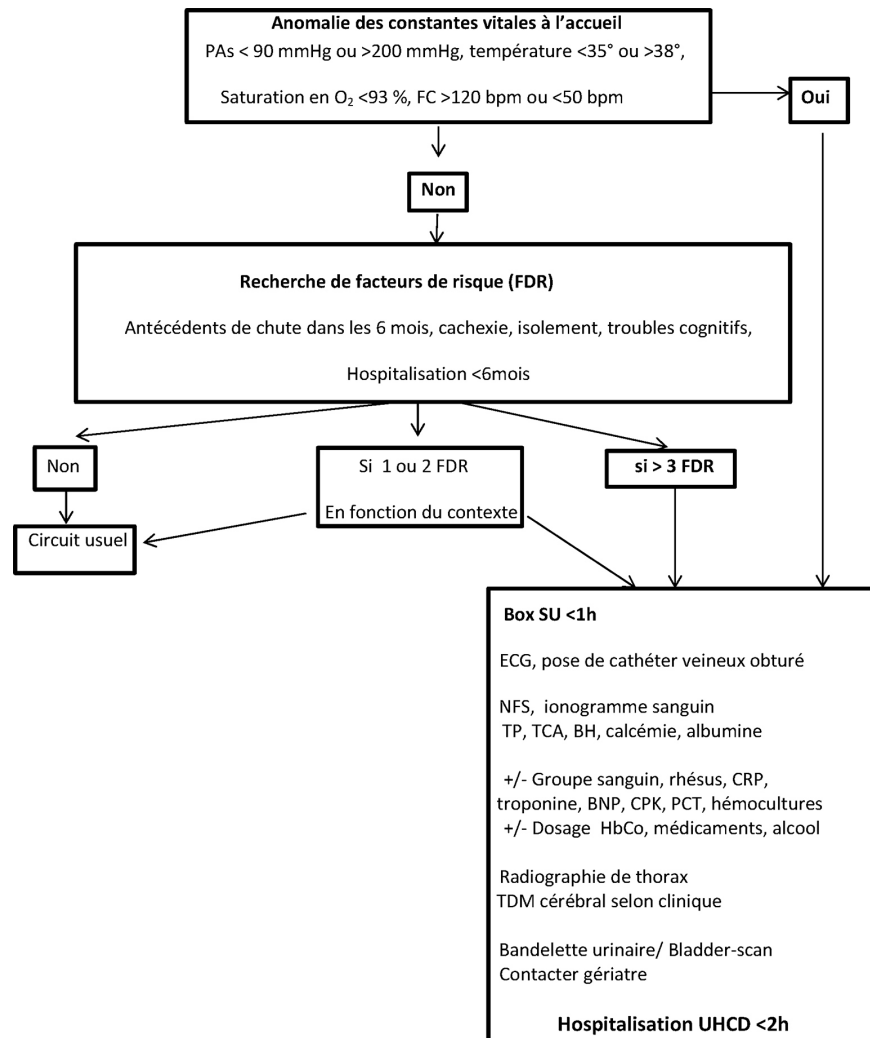 Anomalie des constantes vitales à l’accueil
PAs < 90 mmHg ou >200 mmHg, température <35° ou >38°,
Saturation en O₂ <93 %, FC >120 bpm ou <50 bpm
Oui
Non
Recherche de facteurs de risque (FDR)
Antécédents de chute dans les 6 mois, cachexie, isolement, troubles cognitifs,
Hospitalisation <6mois
Non
Si 1 ou 2 FDR
En fonction du contexte
si > 3 FDR
Circuit usuel
Box SU <1h
ECG, pose de cathéter veineux obturé
NFS, ionogramme sanguin
TP, TCA, BH, calcémie, albumine
+/- Groupe sanguin, rhésus, CRP,
troponine, BNP, CPK, PCT, hémocultures
+/- Dosage HbCo, médicaments, alcool
Radiographie de thorax
TDM cérébral selon clinique
Bandelette urinaire/ Bladder-scan
Contacter gériatre
Hospitalisation UHCD <2h